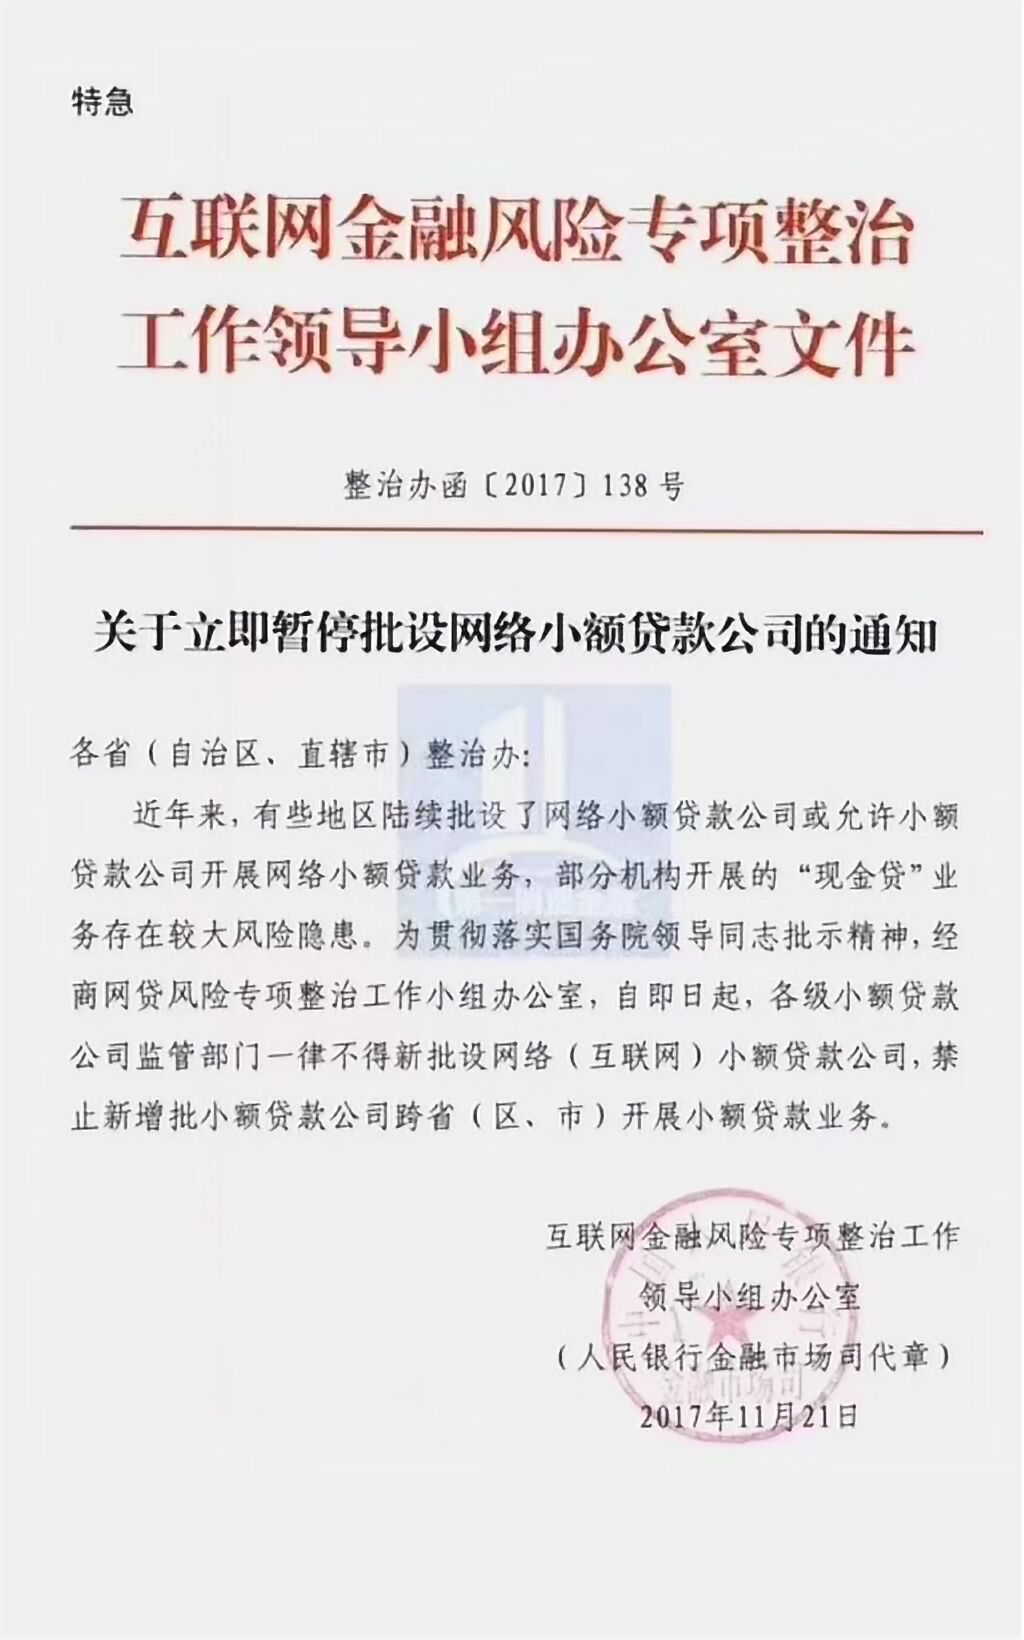 特急
互联网金融风险专项整治
工作领导小组办公室文件
整治办函〔2017〕138 号
关于立即暂停批设网络小额贷款公司的通知
各省（自治区、直辖市）整治办：
近年来，有些地区陆续批设了网络小额贷款公司或允许小额
贷款公司开展网络小额贷款业务，部分机构开展的“现金贷”业
务存在较大风险隐患。为贯彻落实国务院领导同志批示精神，经
商网贷风险专项整治工作小组办公室，自即日起，各级小额贷款
公司监管部门一律不得新批设网络（互联网）小额贷款公司，禁
止新增批小额贷款公司跨省（区、市）开展小额贷款业务。
互联网金融风险专项整治工作
领导小组办公室
（人民银行金融市场司代章）
金融市场司
2017年11月21日